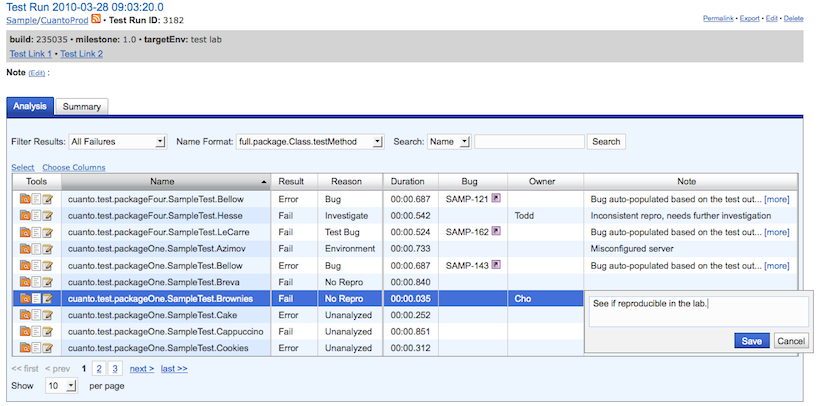 Test Run 2010-03-28 09:03:20.0
Permalink • Export • Edit • Delete
Sample/CuantoProd • Test Run ID: 3182
build: 235035 • milestone: 1.0 • targetEnv: test lab
Test Link 1 • Test Link 2
Note (Edit) :
Analysis Summary
Filter Results: All Failures Name Format: full.package.Class.testMethod Search: Name Search
Select Choose Columns
Tools Name Result Reason Duration Bug Owner Note
cuanto.test.packageFour.SampleTest.Bellow Error Bug 00:00.687 SAMP-121 Bug auto-populated based on the test out... [more]
cuanto.test.packageFour.SampleTest.Hesse Fail Investigate 00:00.542 Todd Inconsistent repro, needs further investigation
cuanto.test.packageFour.SampleTest.LeCarre Fail Test Bug 00:00.524 SAMP-162 Bug auto-populated based on the test out... [more]
cuanto.test.packageOne.SampleTest.Azimov Fail Environment 00:00.733 Misconfigured server
cuanto.test.packageOne.SampleTest.Bellow Error Bug 00:00.687 SAMP-143 Bug auto-populated based on the test out... [more]
cuanto.test.packageOne.SampleTest.Breva Fail No Repro 00:00.840
cuanto.test.packageOne.SampleTest.Brownies Fail No Repro 00:00.035 Cho See if reproducible in the lab.
cuanto.test.packageOne.SampleTest.Cake Error Unanalyzed 00:00.252
cuanto.test.packageOne.SampleTest.Cappuccino Fail Unanalyzed 00:00.851
cuanto.test.packageOne.SampleTest.Cookies Error Unanalyzed 00:00.312
Save Cancel
<< first < prev 1 2 3 next > last >>
Show 10 per page